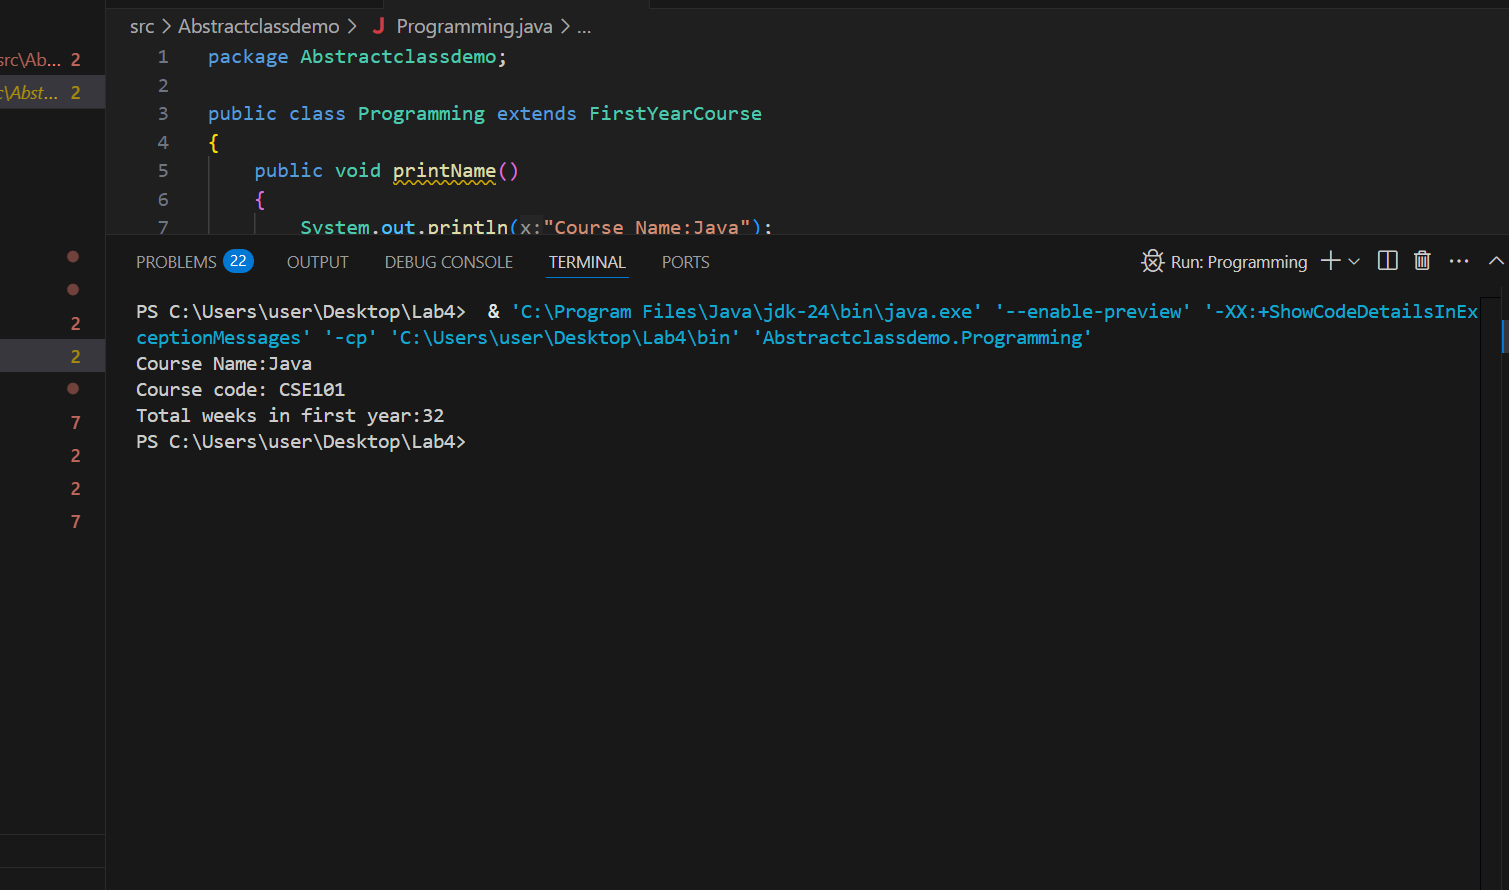 src > Abstractclassdemo > J Programming.java > ...
src\Ab... 2
c\Abst... 2
1 package Abstractclassdemo;
2
3 public class Programming extends FirstYearCourse
4 {
5 public void printName()
6 {
7 System.out.println(x:"Course Name:Java");
PROBLEMS 22 OUTPUT DEBUG CONSOLE TERMINAL PORTS Run: Programming
PS C:\Users\user\Desktop\Lab4>  & 'C:\Program Files\Java\jdk-24\bin\java.exe' '--enable-preview' '-XX:+ShowCodeDetailsInEx
ceptionMessages' '-cp' 'C:\Users\user\Desktop\Lab4\bin' 'Abstractclassdemo.Programming'
Course Name:Java
Course code: CSE101
Total weeks in first year:32
PS C:\Users\user\Desktop\Lab4>
2
2
7
2
2
7